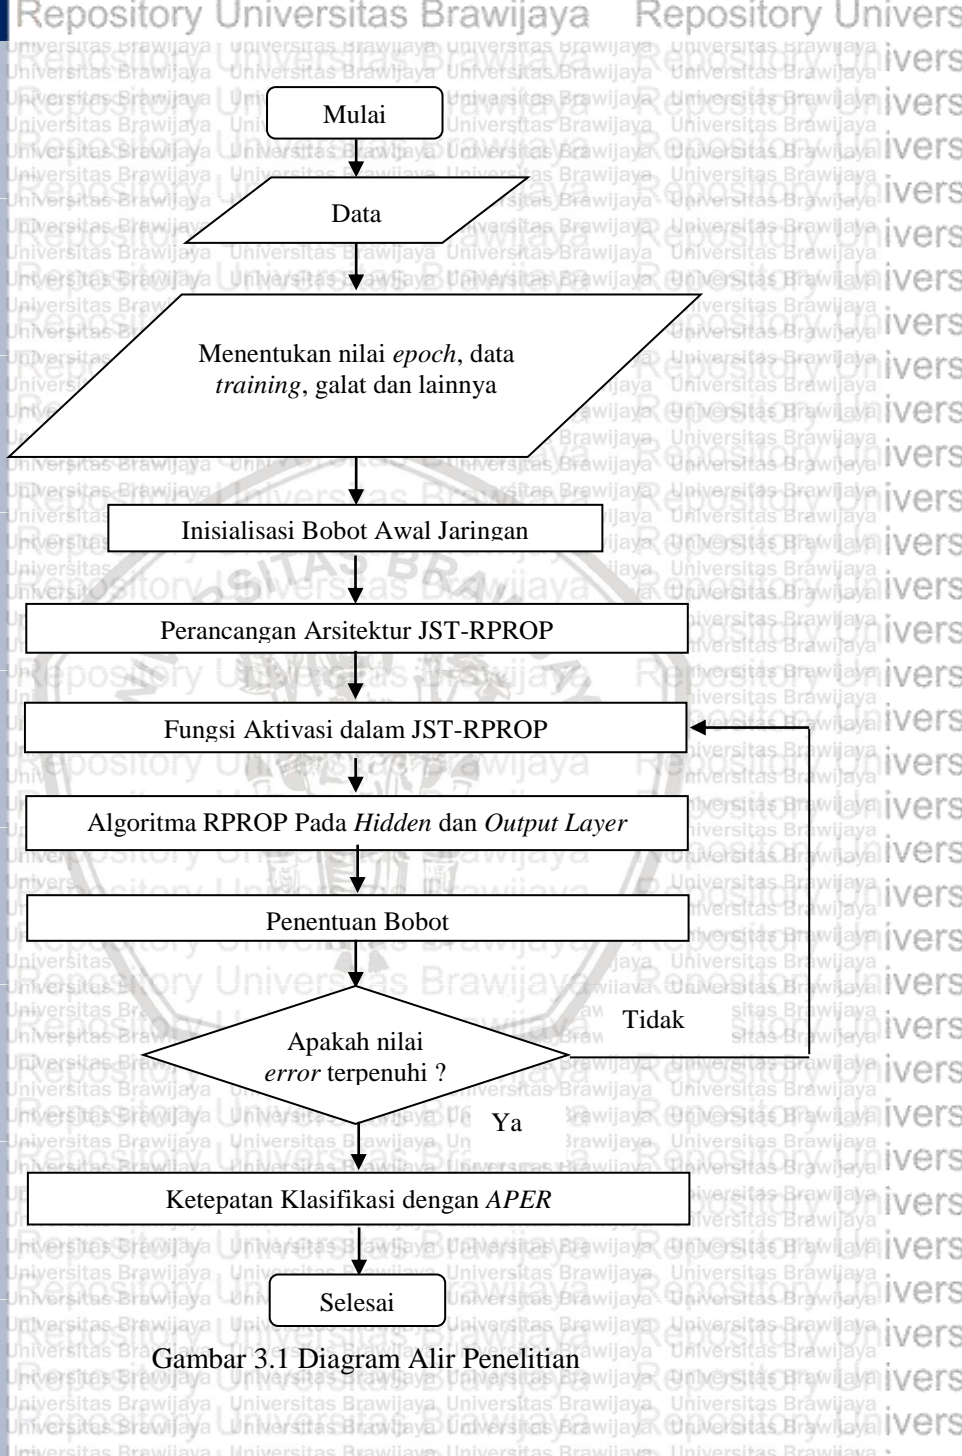 Repository Universitas Brawijaya
Mulai
Data
Menentukan nilai epoch, data
training, galat dan lainnya
Inisialisasi Bobot Awal Jaringan
Perancangan Arsitektur JST-RPROP
Fungsi Aktivasi dalam JST-RPROP
Algoritma RPROP Pada Hidden dan Output Layer
Penentuan Bobot
Apakah nilai
error terpenuhi ?
Tidak
Ya
Ketepatan Klasifikasi dengan APER
Selesai
Gambar 3.1 Diagram Alir Penelitian